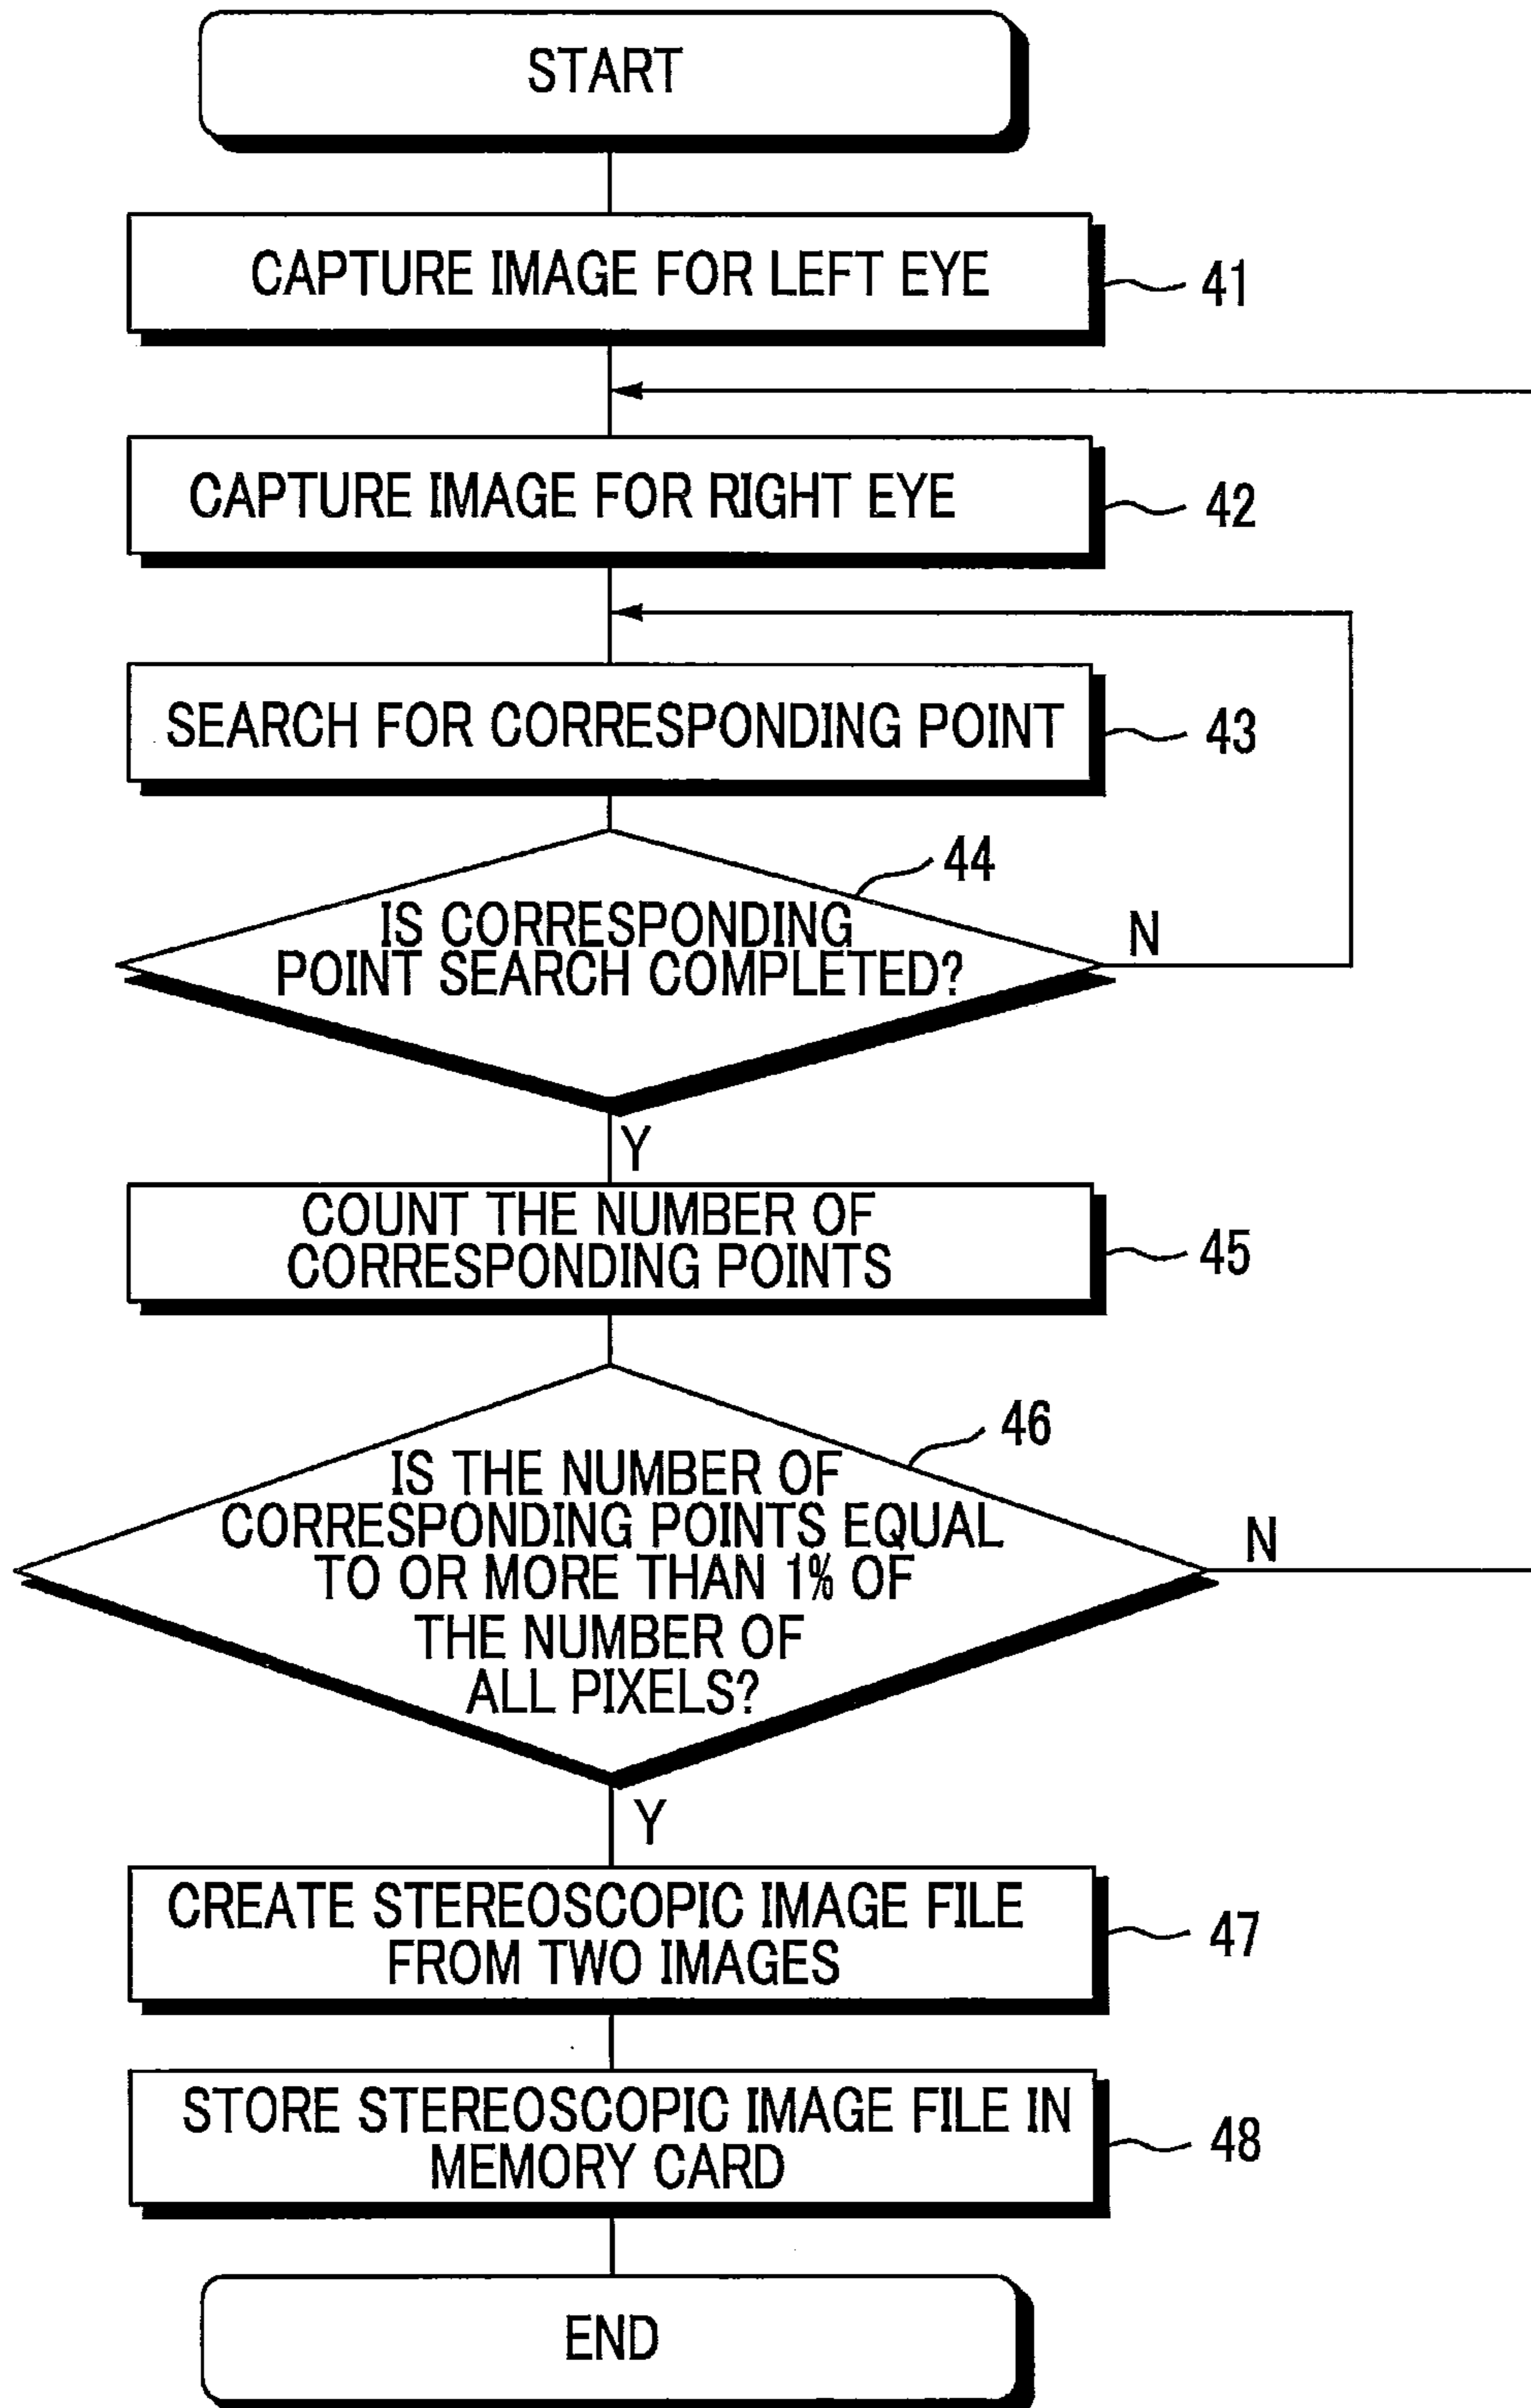 START
CAPTURE IMAGE FOR LEFT EYE
41
CAPTURE IMAGE FOR RIGHT EYE
42
SEARCH FOR CORRESPONDING POINT
43
44
IS CORRESPONDING
POINT SEARCH COMPLETED?
N
Y
COUNT THE NUMBER OF
CORRESPONDING POINTS
45
46
IS THE NUMBER OF
CORRESPONDING POINTS EQUAL
TO OR MORE THAN 1% OF
THE NUMBER OF
ALL PIXELS?
N
Y
CREATE STEREOSCOPIC IMAGE FILE
FROM TWO IMAGES
47
STORE STEREOSCOPIC IMAGE FILE IN
MEMORY CARD
48
END